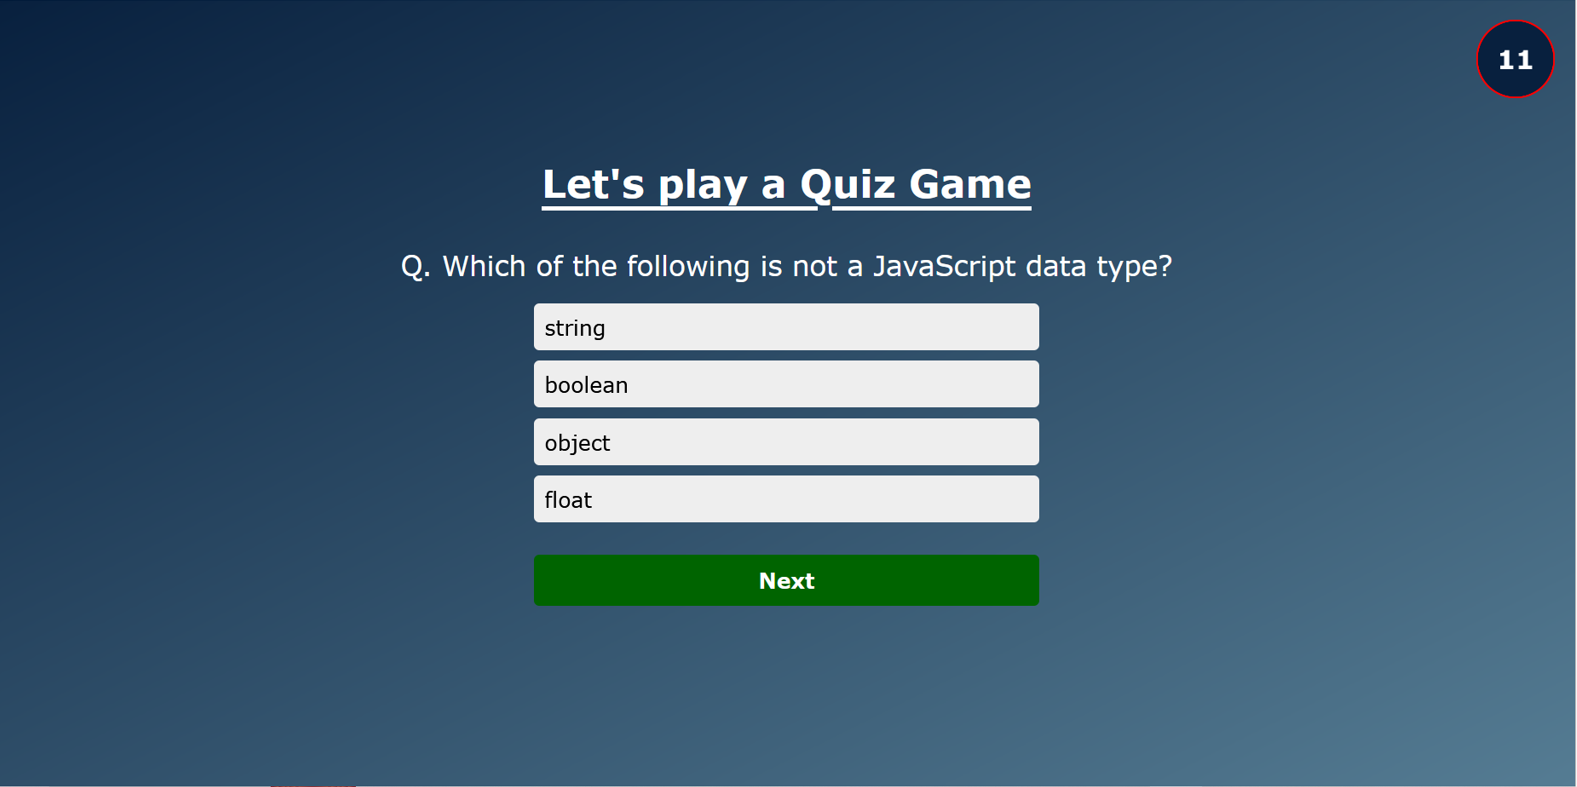 11
Let's play a Quiz Game
Q. Which of the following is not a JavaScript data type?
string
boolean
object
float
Next